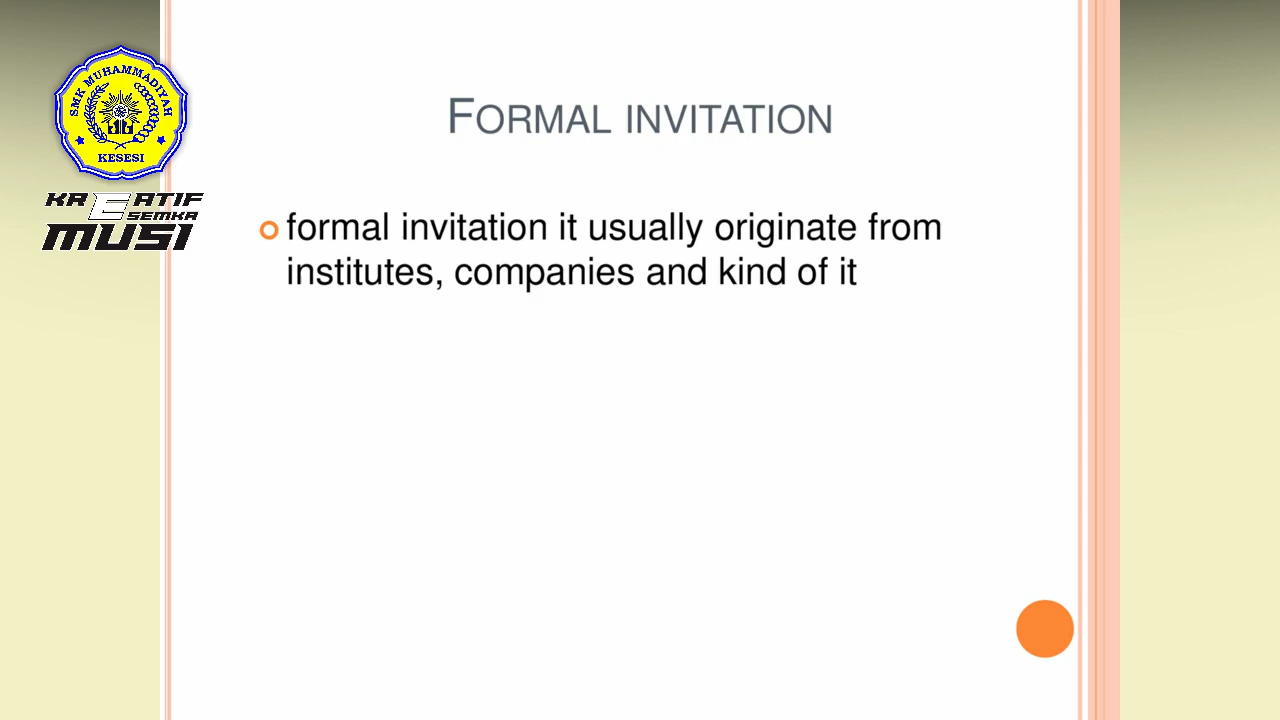 SMK MUHAMMADIYAH
KESESI
KREATIF
SEMKA
MUSI
FORMAL INVITATION
formal invitation it usually originate from
institutes, companies and kind of it